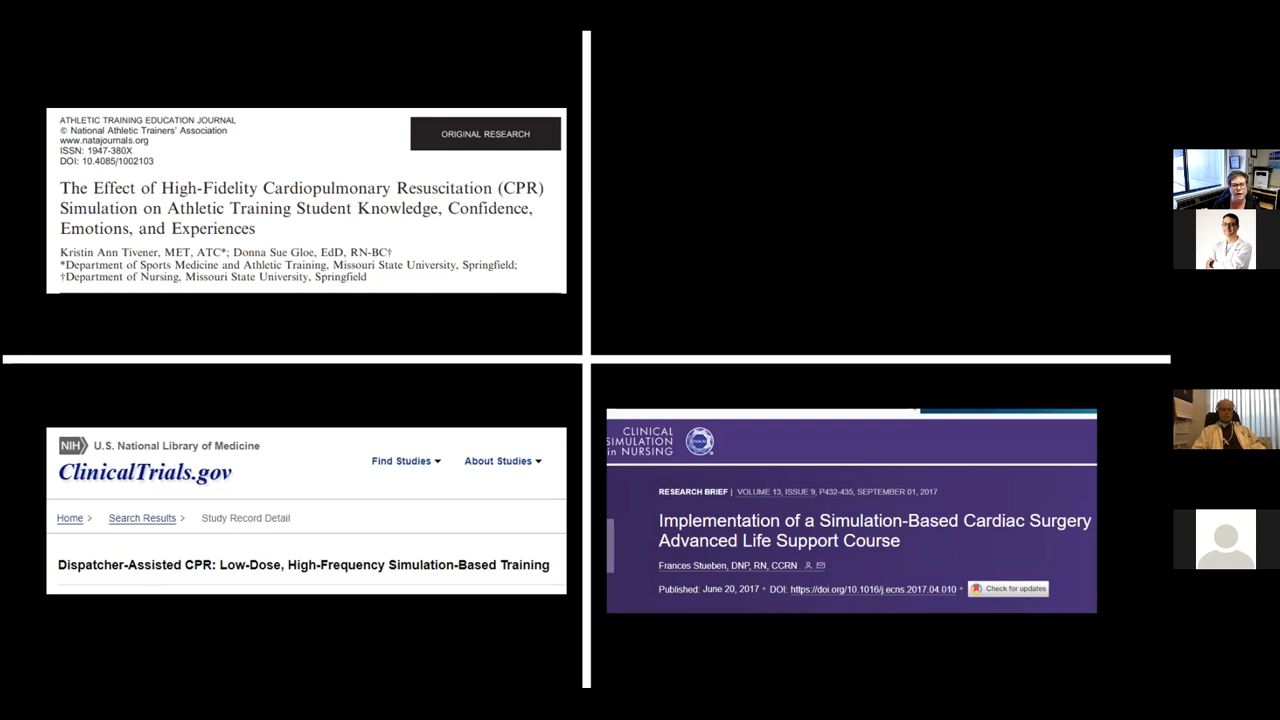 ATHLETIC TRAINING EDUCATION JOURNAL
© National Athletic Trainers' Association
www.natajournals.org
ISSN: 1947-380X
DOI: 10.4085/1002103
ORIGINAL RESEARCH
The Effect of High-Fidelity Cardiopulmonary Resuscitation (CPR)
Simulation on Athletic Training Student Knowledge, Confidence,
Emotions, and Experiences
Kristin Ann Tivener, MET, ATC*; Donna Sue Gloe, EdD, RN-BC†
*Department of Sports Medicine and Athletic Training, Missouri State University, Springfield;
†Department of Nursing, Missouri State University, Springfield
NIH U.S. National Library of Medicine
ClinicalTrials.gov
Find Studies About Studies
Home > Search Results > Study Record Detail
Dispatcher-Assisted CPR: Low-Dose, High-Frequency Simulation-Based Training
CLINICAL
SIMULATION
in NURSING
RESEARCH BRIEF | VOLUME 13, ISSUE 9, P432-435, SEPTEMBER 01, 2017
Implementation of a Simulation-Based Cardiac Surgery
Advanced Life Support Course
Frances Stueben, DNP, RN, CCRN
Published: June 20, 2017 • DOI: https://doi.org/10.1016/j.ecns.2017.04.010 • Check for updates